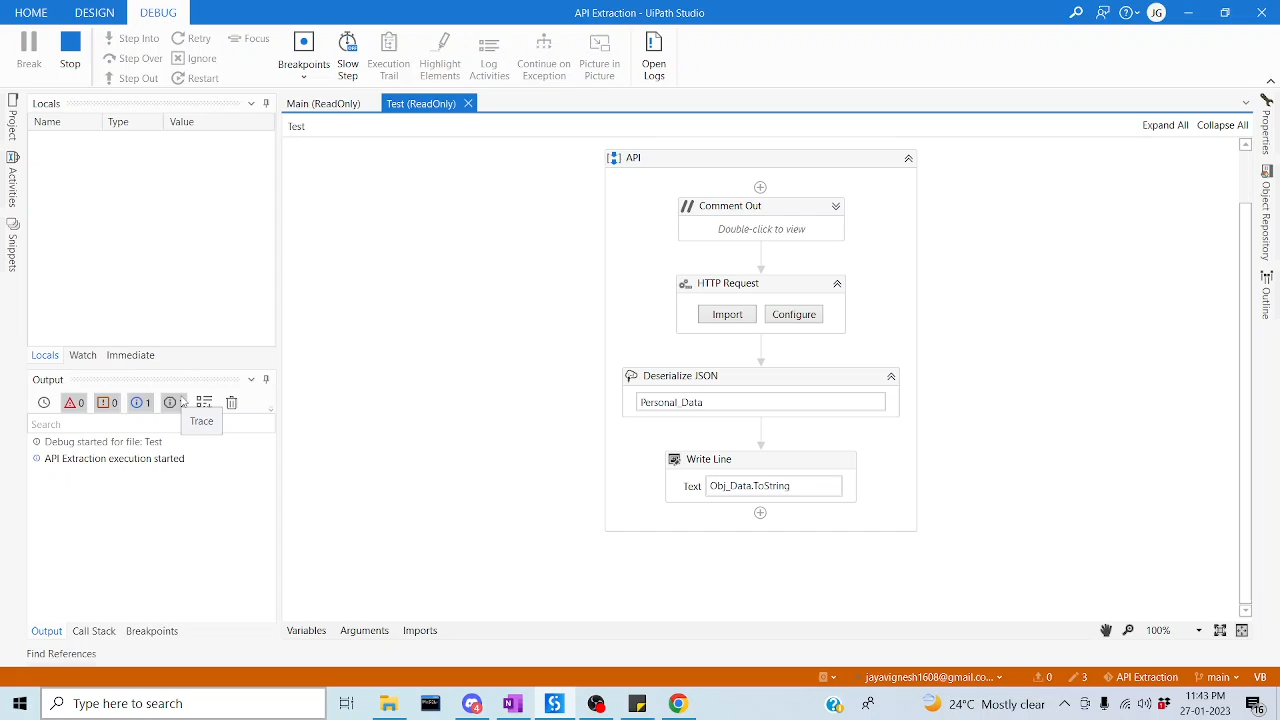 HOME DESIGN DEBUG API Extraction - UiPath Studio JG
Break Stop Step Into Retry Focus
Step Over Ignore
Step Out Restart
Breakpoints Slow Step Execution Trail Highlight Elements Log Activities Continue on Exception Picture in Picture Open Logs
Locals
Name Type Value
Main (ReadOnly) Test (ReadOnly)
Test Expand All Collapse All
Project
Activities
Snippets
Properties
Object Repository
Outline
API
Comment Out
Double-click to view
HTTP Request
Import Configure
Deserialize JSON
Personal_Data
Write Line
Text Obj_Data.ToString
Locals Watch Immediate
Output
0 0 1
Search
Trace
Debug started for file: Test
API Extraction execution started
Output Call Stack Breakpoints
Variables Arguments Imports 100%
Find References
jayavignesh1608@gmail.co... 0 3 API Extraction main VB
Type here to search
24°C Mostly clear
11:43 PM
27-01-2023
16